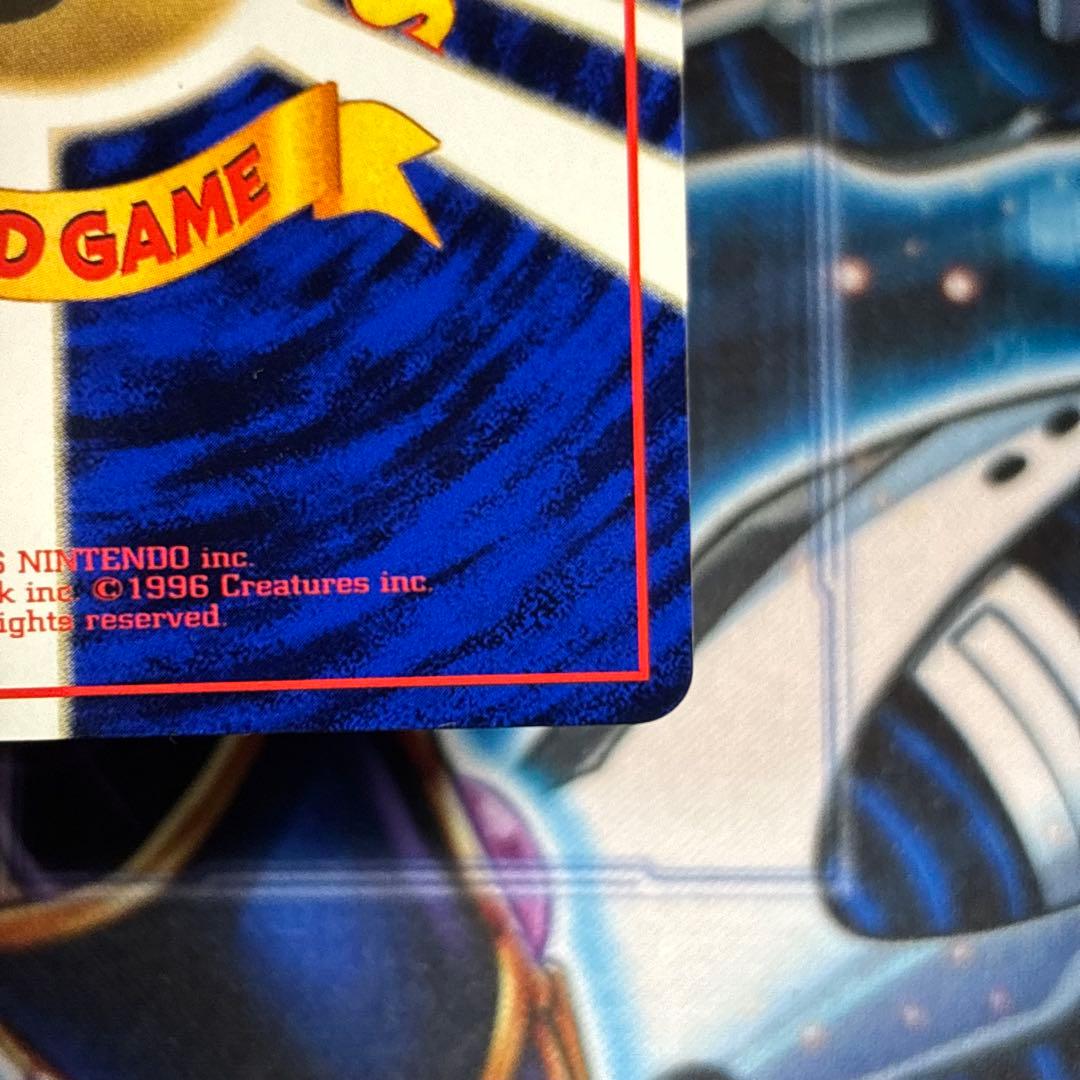 GAME
NINTENDO inc.
inc. ©1996 Creatures inc.
reserved.